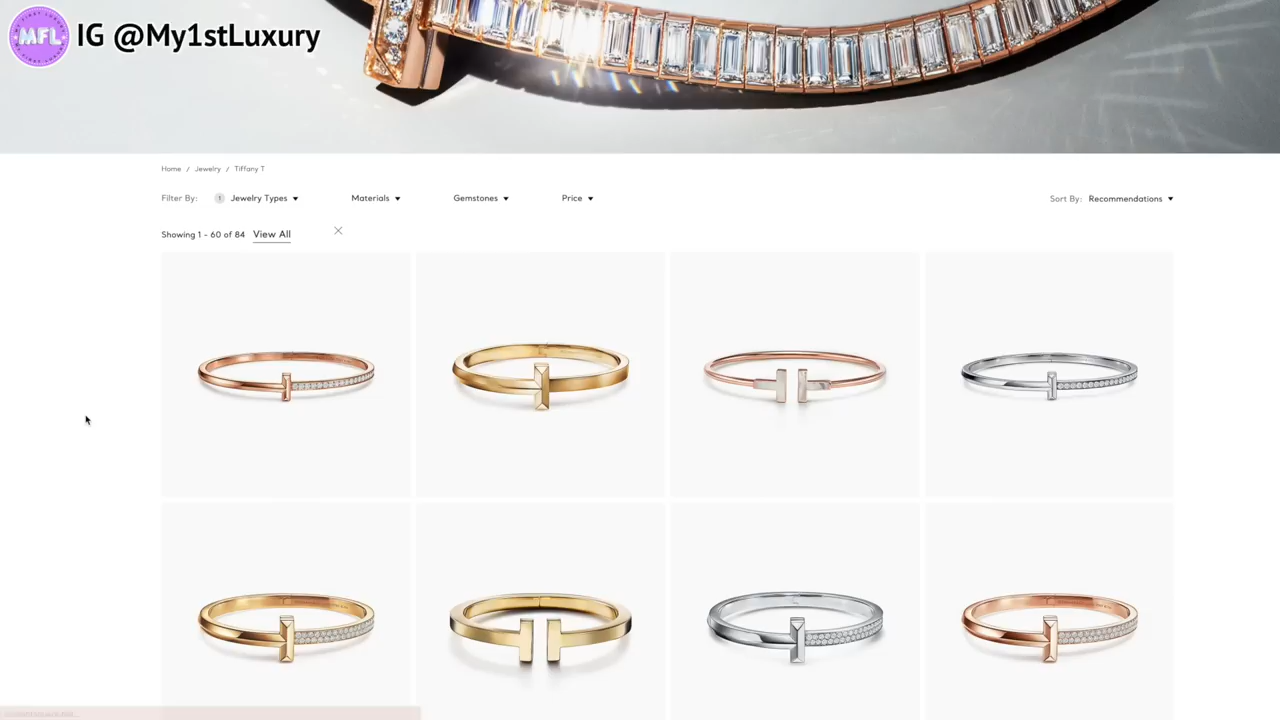 MFL
IG @My1stLuxury
Home / Jewelry / Tiffany T
Filter By: 1 Jewelry Types Materials Gemstones Price Sort By: Recommendations
Showing 1 - 60 of 84 View All